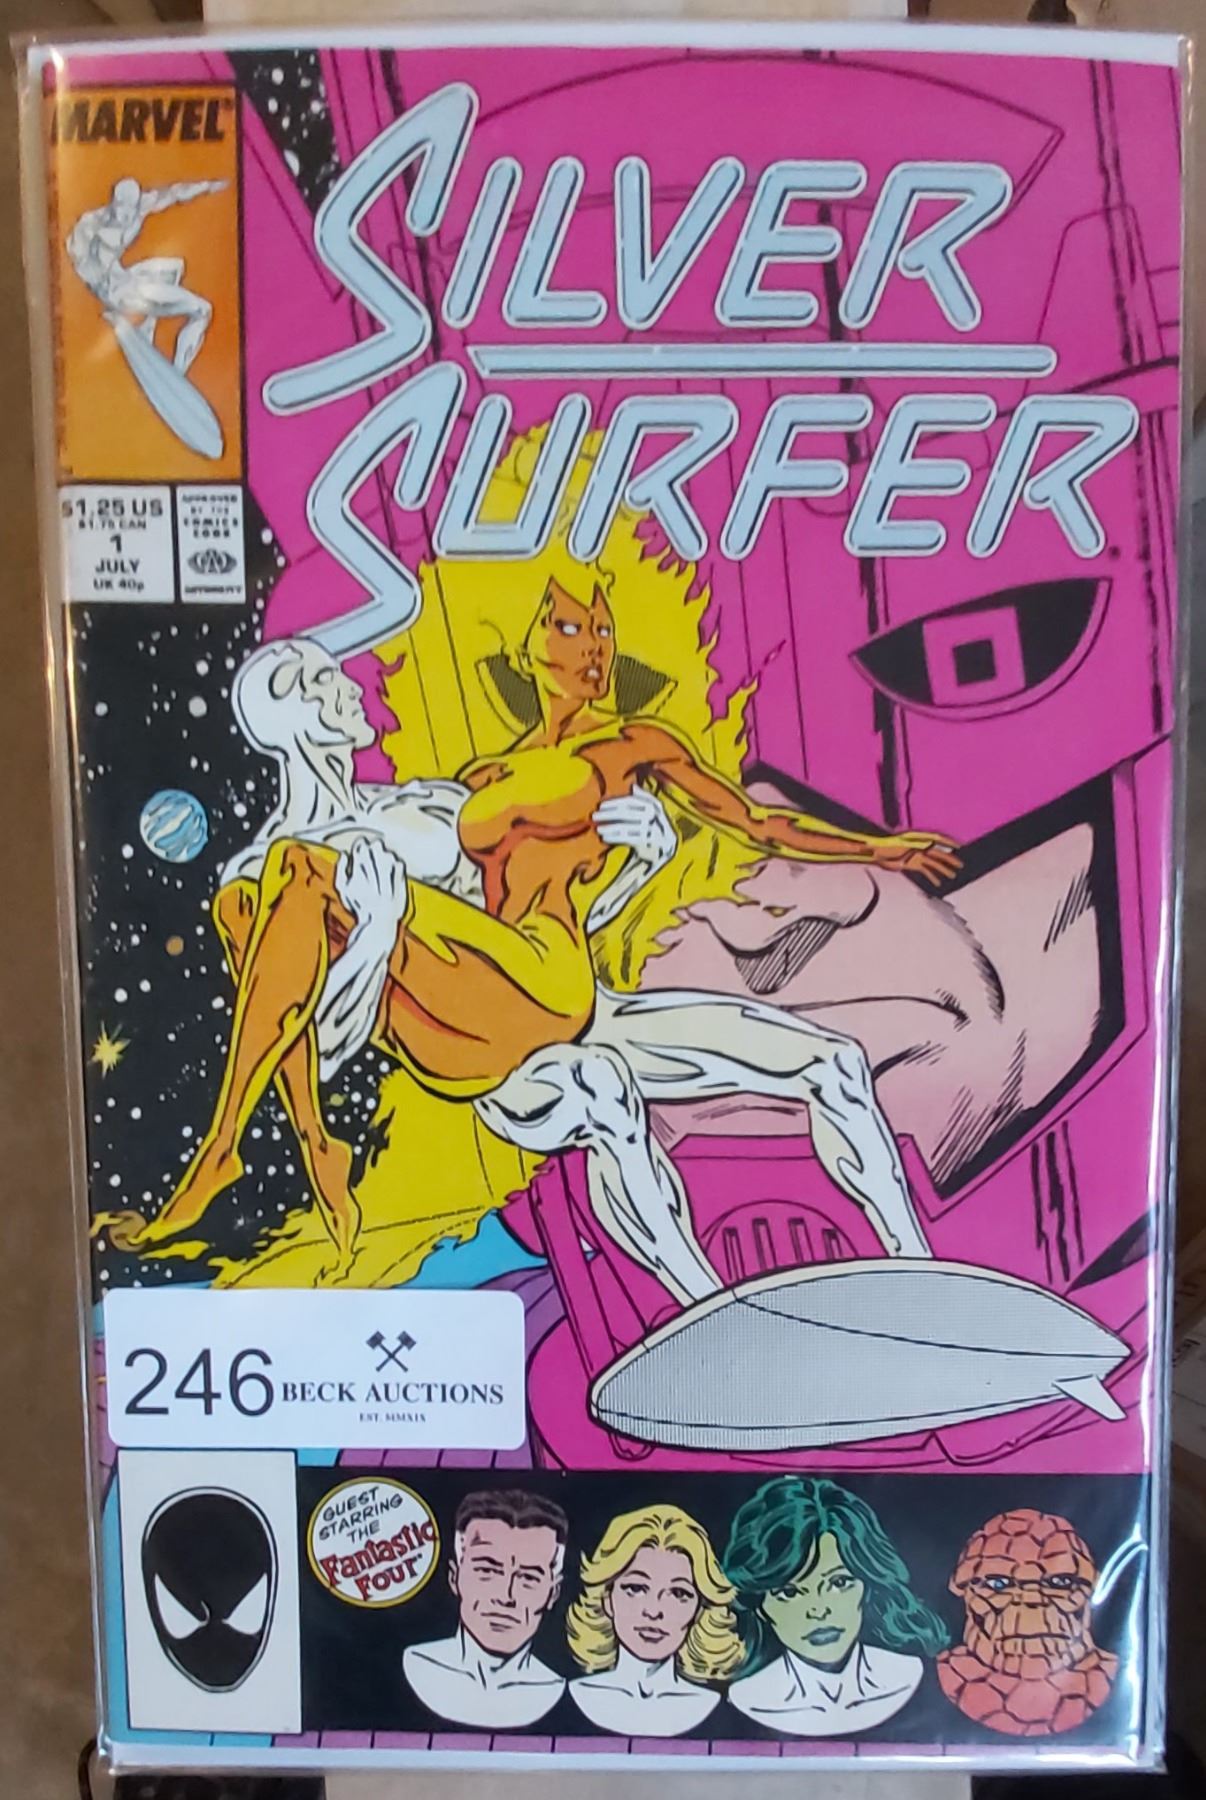 MARVEL
SILVER
SURFER
$1.25 US
$1.75 CAN
1
JULY
UK 40p
APPROVED
BY THE
COMICS
CODE
AUTHORITY
246
BECK AUCTIONS
EST. MMXIX
GUEST
STARRING
THE
Fantastic
Four